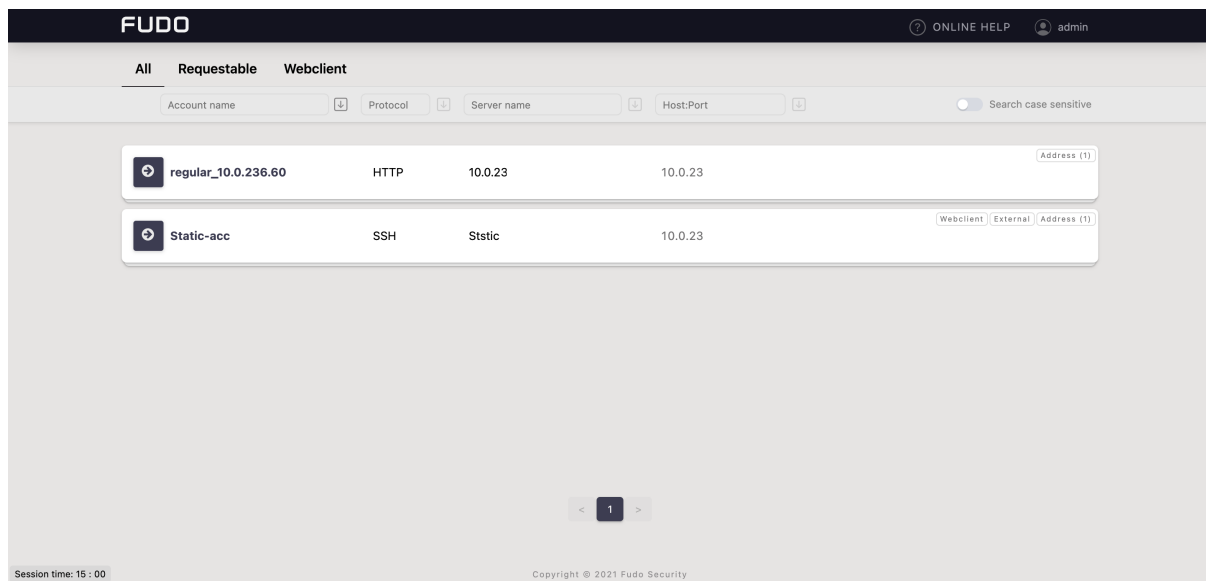 FUDO
ONLINE HELP admin
All Requestable Webclient
Account name Protocol Server name Host:Port Search case sensitive
Address (1)
regular_10.0.236.60 HTTP 10.0.23 10.0.23
Webclient External Address (1)
Static-acc SSH Ststic 10.0.23
< 1 >
Session time: 15 : 00
Copyright © 2021 Fudo Security